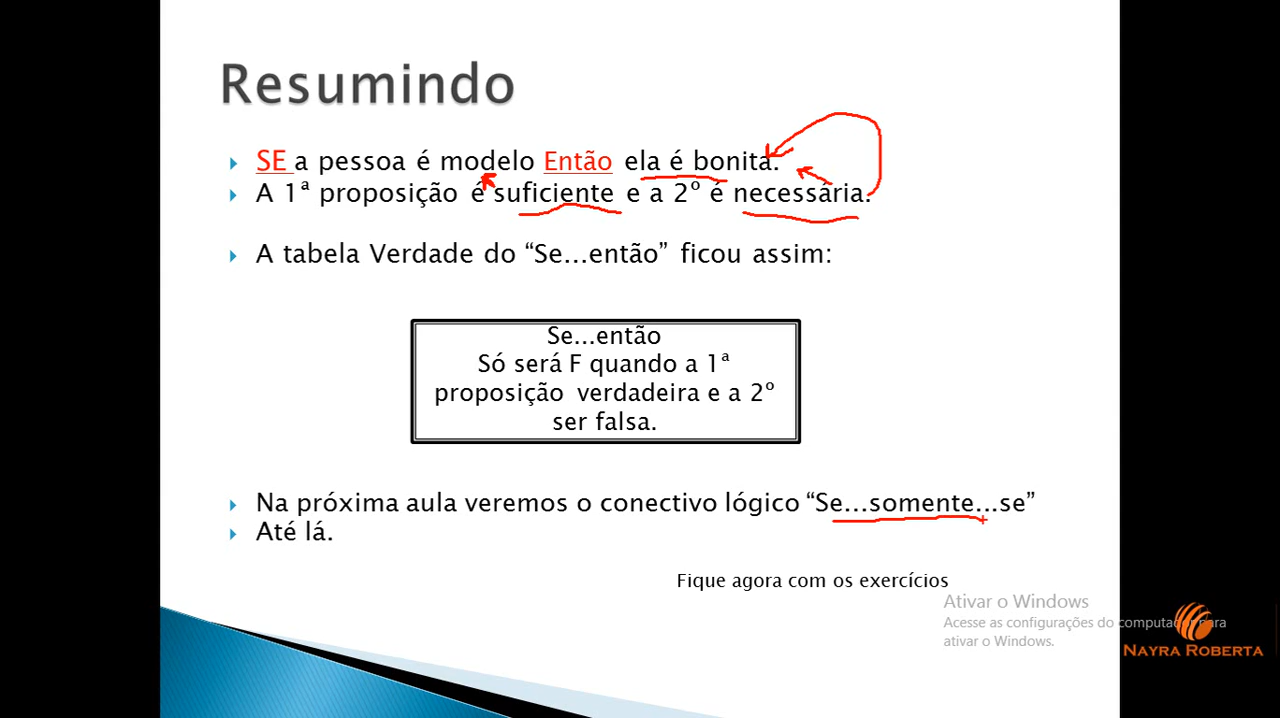 Resumindo
SE a pessoa é modelo Então ela é bonita.
A 1ª proposição é suficiente e a 2º é necessária.
A tabela Verdade do “Se...então” ficou assim:
Se...então
Só será F quando a 1ª
proposição verdadeira e a 2º
ser falsa.
Na próxima aula veremos o conectivo lógico “Se...somente...se”
Até lá.
Fique agora com os exercícios
Ativar o Windows
Acesse as configurações do computador para
ativar o Windows.
NAYRA ROBERTA